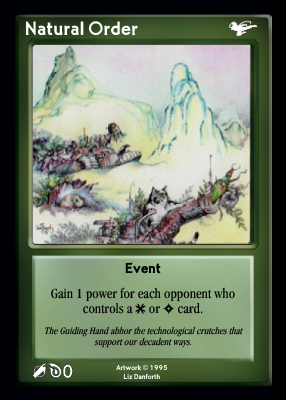 Natural Order
Event
Gain 1 power for each opponent who
controls a or card.
The Guiding Hand abhor the technological crutches that
support our decadent ways.
0
Artwork © 1995
Liz Danforth